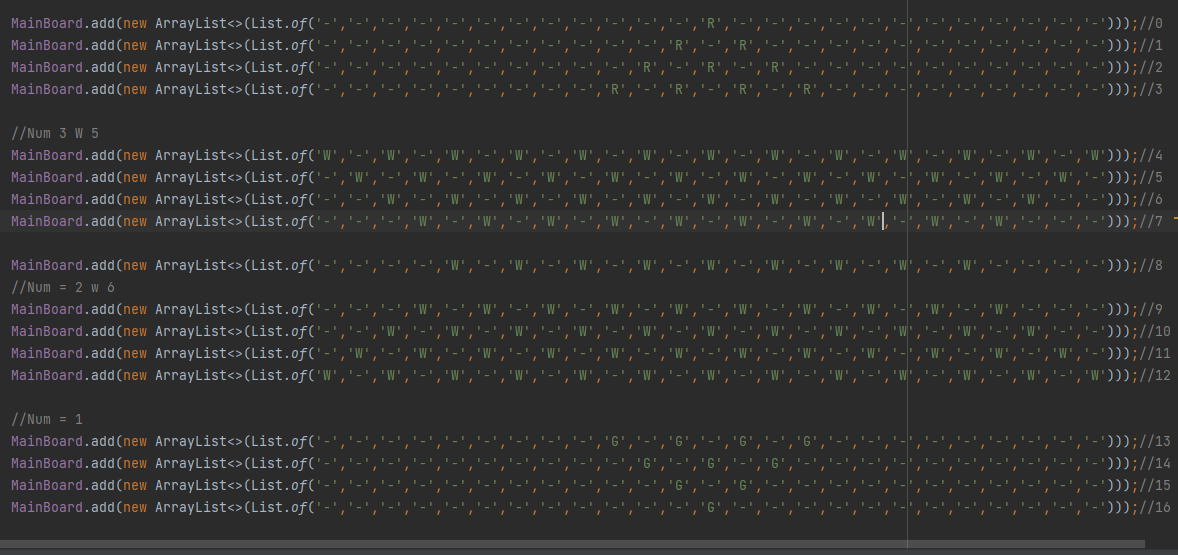 MainBoard.add(new ArrayList<>(List.of('-','-','-','-','-','-','-','-','-','-','-','-','R','-','-','-','-','-','-','-','-','-','-','-','-')));//0
MainBoard.add(new ArrayList<>(List.of('-','-','-','-','-','-','-','-','-','-','-','R','-','R','-','-','-','-','-','-','-','-','-','-','-')));//1
MainBoard.add(new ArrayList<>(List.of('-','-','-','-','-','-','-','-','-','-','R','-','R','-','R','-','-','-','-','-','-','-','-','-','-')));//2
MainBoard.add(new ArrayList<>(List.of('-','-','-','-','-','-','-','-','-','R','-','R','-','R','-','R','-','-','-','-','-','-','-','-','-')));//3
//Num 3 W 5
MainBoard.add(new ArrayList<>(List.of('W','-','W','-','W','-','W','-','W','-','W','-','W','-','W','-','W','-','W','-','W','-','W','-','W')));//4
MainBoard.add(new ArrayList<>(List.of('-','W','-','W','-','W','-','W','-','W','-','W','-','W','-','W','-','W','-','W','-','W','-','W','-')));//5
MainBoard.add(new ArrayList<>(List.of('-','-','W','-','W','-','W','-','W','-','W','-','W','-','W','-','W','-','W','-','W','-','W','-','-')));//6
MainBoard.add(new ArrayList<>(List.of('-','-','-','W','-','W','-','W','-','W','-','W','-','W','-','W','-','W','-','W','-','W','-','-','-')));//7
MainBoard.add(new ArrayList<>(List.of('-','-','-','-','W','-','W','-','W','-','W','-','W','-','W','-','W','-','W','-','W','-','-','-','-')));//8
//Num = 2 w 6
MainBoard.add(new ArrayList<>(List.of('-','-','-','W','-','W','-','W','-','W','-','W','-','W','-','W','-','W','-','W','-','W','-','-','-')));//9
MainBoard.add(new ArrayList<>(List.of('-','-','W','-','W','-','W','-','W','-','W','-','W','-','W','-','W','-','W','-','W','-','W','-','-')));//10
MainBoard.add(new ArrayList<>(List.of('-','W','-','W','-','W','-','W','-','W','-','W','-','W','-','W','-','W','-','W','-','W','-','W','-')));//11
MainBoard.add(new ArrayList<>(List.of('W','-','W','-','W','-','W','-','W','-','W','-','W','-','W','-','W','-','W','-','W','-','W','-','W')));//12
//Num = 1
MainBoard.add(new ArrayList<>(List.of('-','-','-','-','-','-','-','-','-','G','-','G','-','G','-','G','-','-','-','-','-','-','-','-','-')));//13
MainBoard.add(new ArrayList<>(List.of('-','-','-','-','-','-','-','-','-','-','G','-','G','-','G','-','-','-','-','-','-','-','-','-','-')));//14
MainBoard.add(new ArrayList<>(List.of('-','-','-','-','-','-','-','-','-','-','-','G','-','G','-','-','-','-','-','-','-','-','-','-','-')));//15
MainBoard.add(new ArrayList<>(List.of('-','-','-','-','-','-','-','-','-','-','-','-','G','-','-','-','-','-','-','-','-','-','-','-','-')));//16